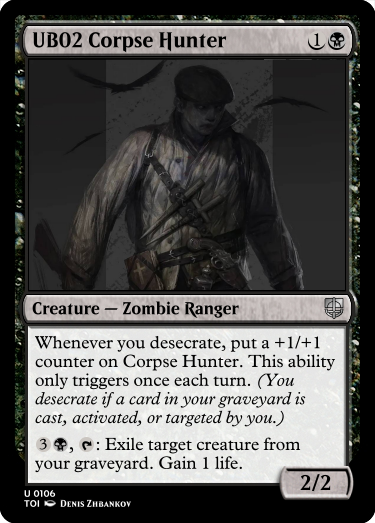 UB02 Corpse Hunter 1
Creature — Zombie Ranger
Whenever you desecrate, put a +1/+1
counter on Corpse Hunter. This ability
only triggers once each turn. (You
desecrate if a card in your graveyard is
cast, activated, or targeted by you.)
3 , : Exile target creature from
your graveyard. Gain 1 life.
2/2
U 0106
TOI Denis Zhbankov